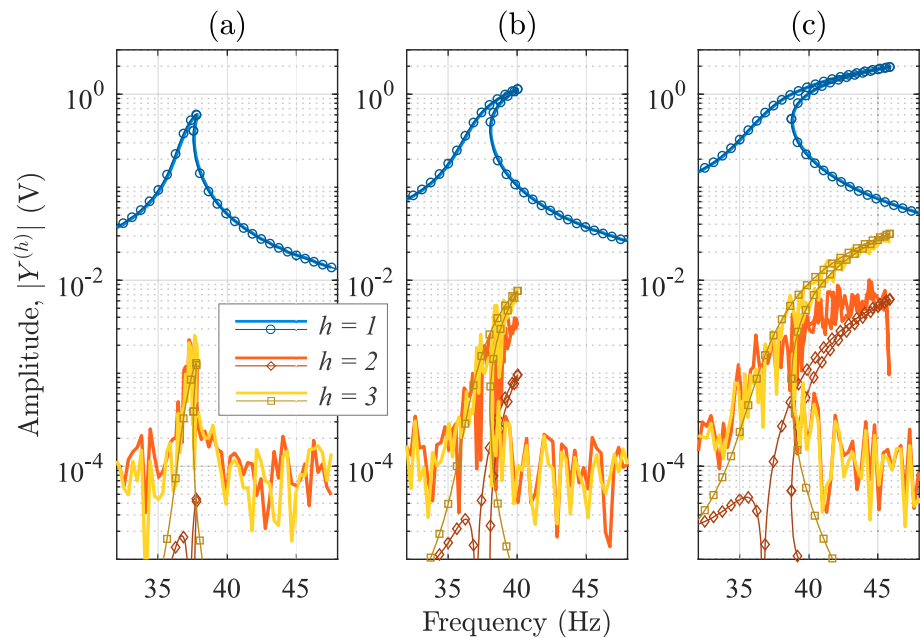 (a) (b) (c)
Amplitude, |Y^(h)| (V)
10^0
10^-2
10^-4
10^0
10^-2
10^-4
10^0
10^-2
10^-4
h = 1
h = 2
h = 3
35 40 45 35 40 45 35 40 45
Frequency (Hz)